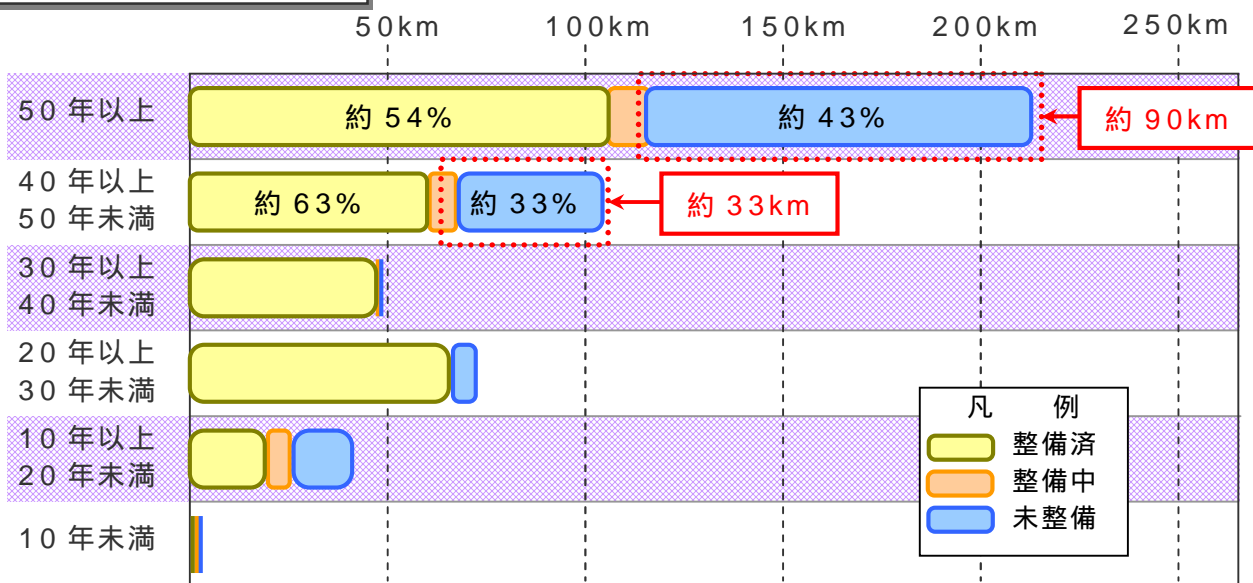 50km 100km 150km 200km 250km
50年以上 約54% 約43% 約90km
40年以上
50年未満 約63% 約33% 約33km
30年以上
40年未満
20年以上
30年未満
凡 例
整備済
整備中
未整備
10年以上
20年未満
10年未満